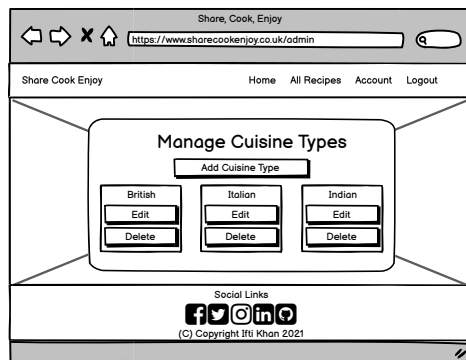 Share, Cook, Enjoy
https://www.sharecookenjoy.co.uk/admin
Share Cook Enjoy Home All Recipes Account Logout
Manage Cuisine Types
Add Cuisine Type
British Italian Indian
Edit Edit Edit
Delete Delete Delete
Social Links
(C) Copyright Ifti Khan 2021